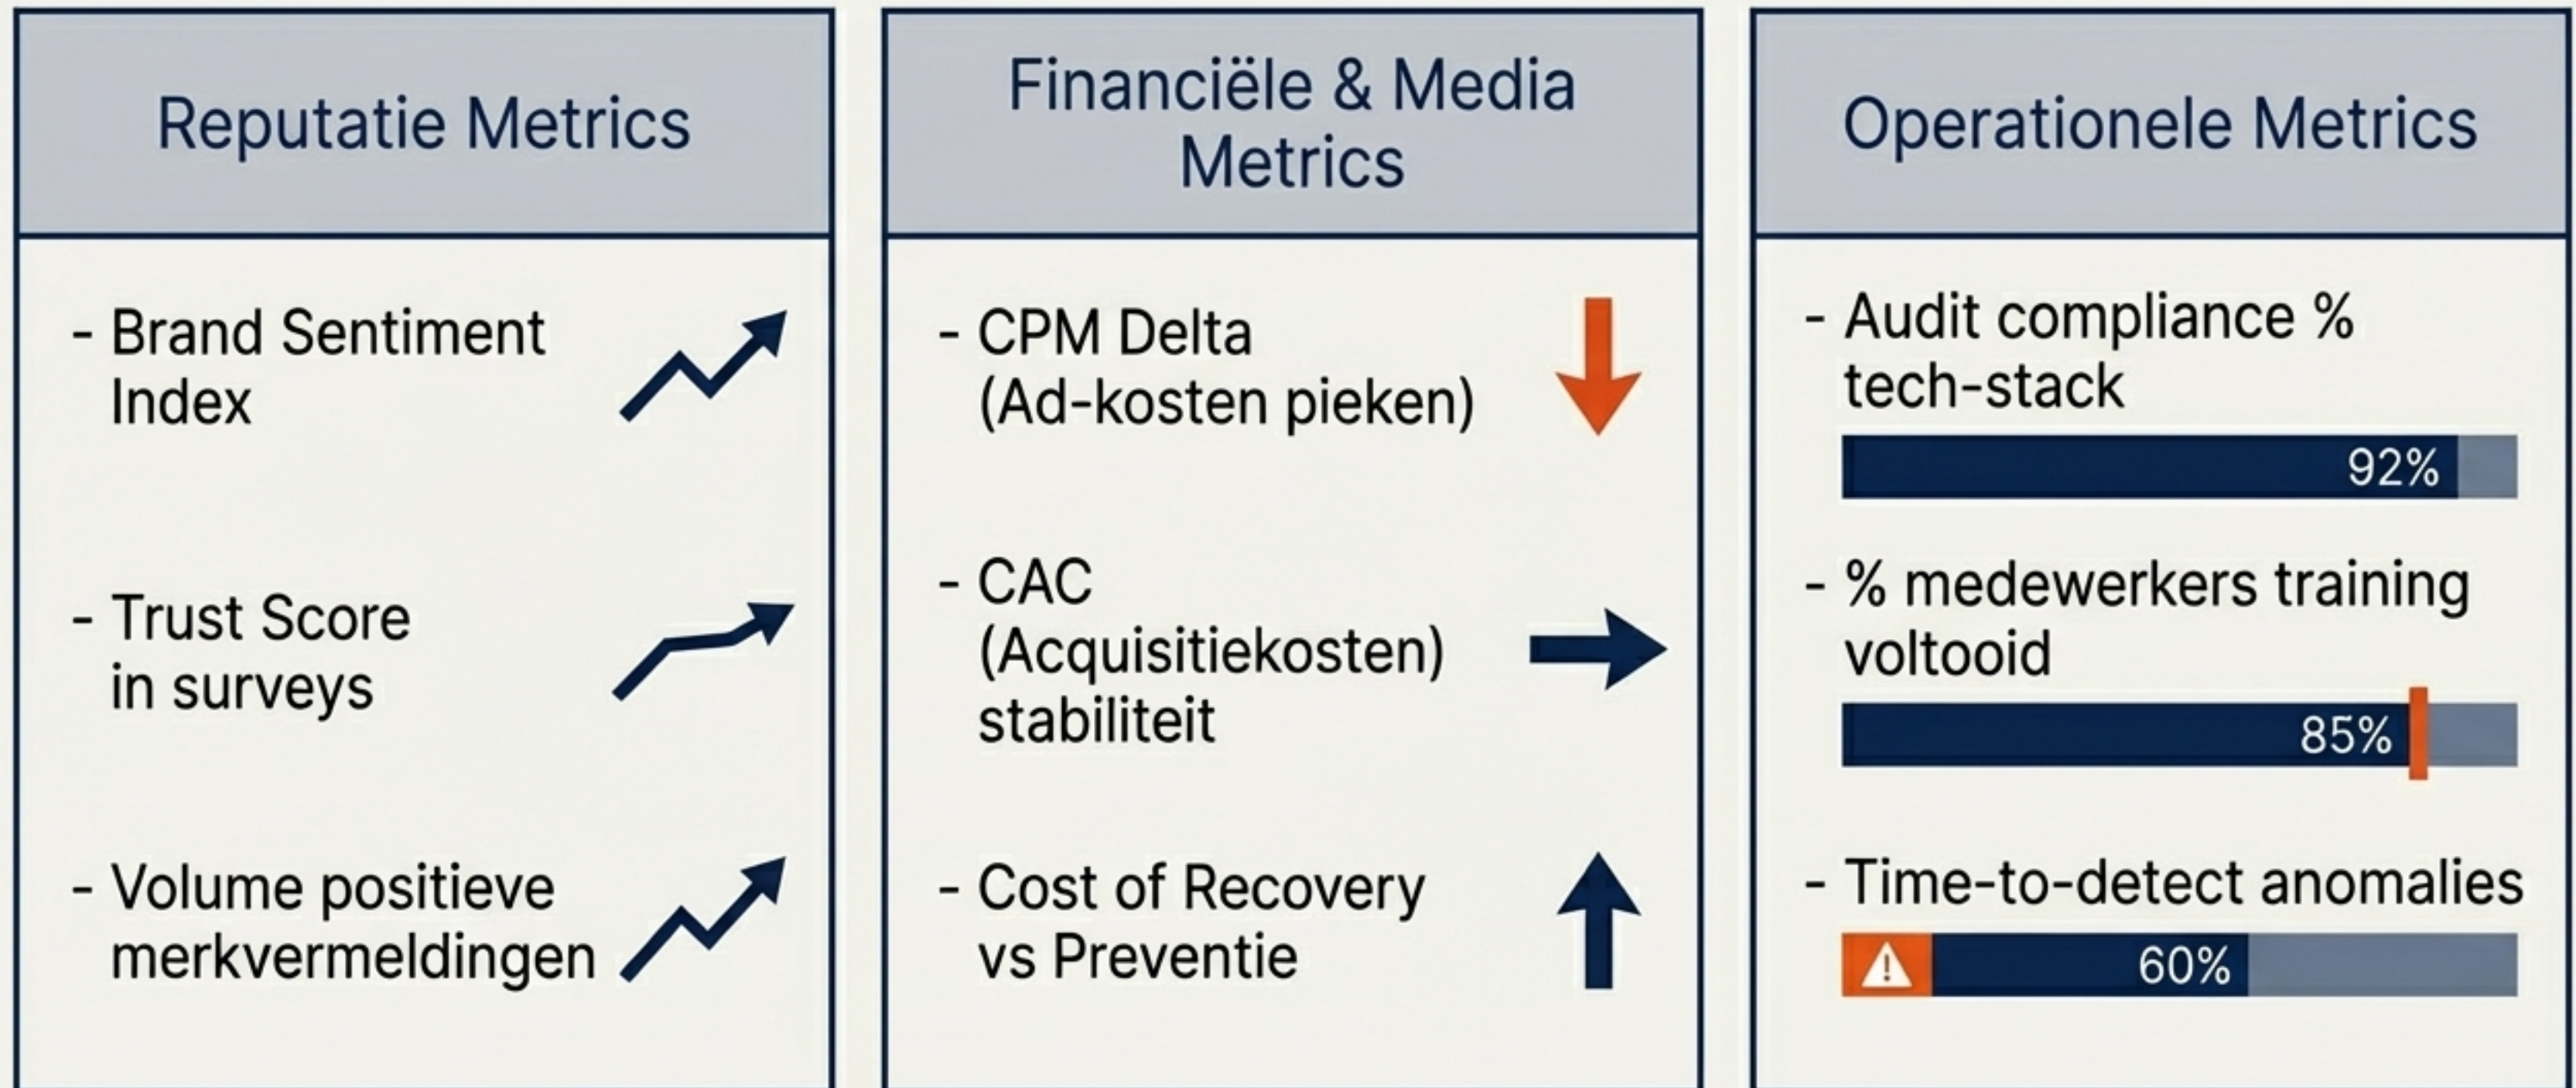 Reputatie Metrics
- Brand Sentiment
Index
- Trust Score
in surveys
- Volume positieve
merkvermeldingen
Financiële & Media
Metrics
- CPM Delta
(Ad-kosten pieken)
- CAC
(Acquisitiekosten)
stabiliteit
- Cost of Recovery
vs Preventie
Operationele Metrics
- Audit compliance %
tech-stack
92%
- % medewerkers training
voltooid
85%
- Time-to-detect anomalies
!
60%